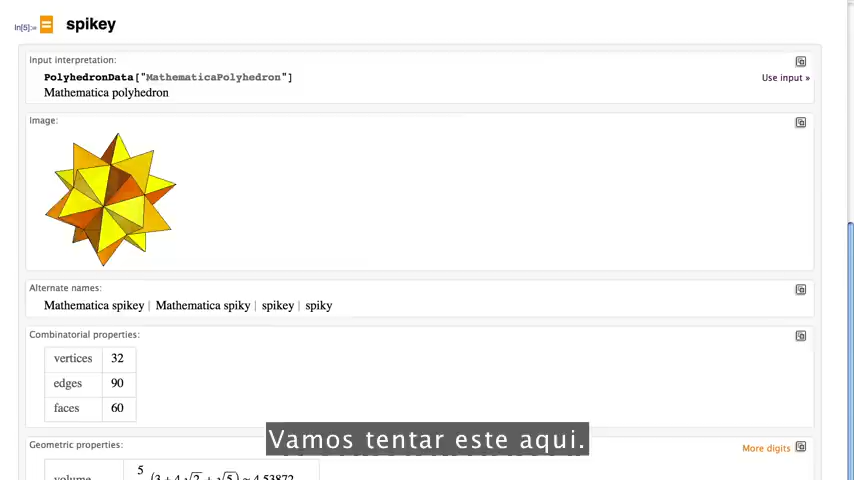 In[5]:= spikey
Input interpretation:
PolyhedronData["MathematicaPolyhedron"]
Use input »
Mathematica polyhedron
Image:
Alternate names:
Mathematica spikey | Mathematica spiky | spikey | spiky
Combinatorial properties:
vertices 32
edges 90
faces 60
Vamos tentar este aqui.
Geometric properties:
More digits